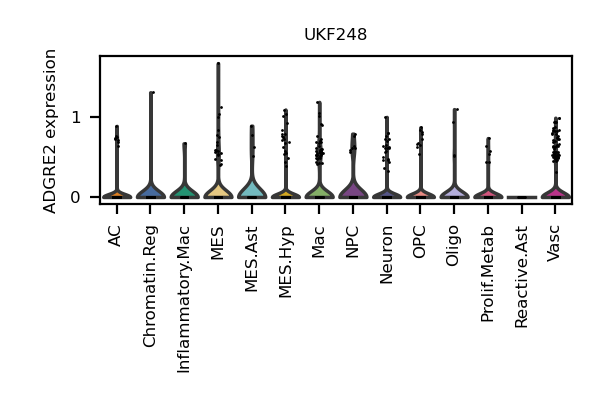 UKF248
ADGRE2 expression
1
0
AC
Chromatin.Reg
Inflammatory.Mac
MES
MES.Ast
MES.Hyp
Mac
NPC
Neuron
OPC
Oligo
Prolif.Metab
Reactive.Ast
Vasc